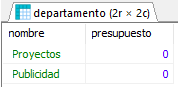 departamento (2r × 2c)
nombre presupuesto
Proyectos 0
Publicidad 0